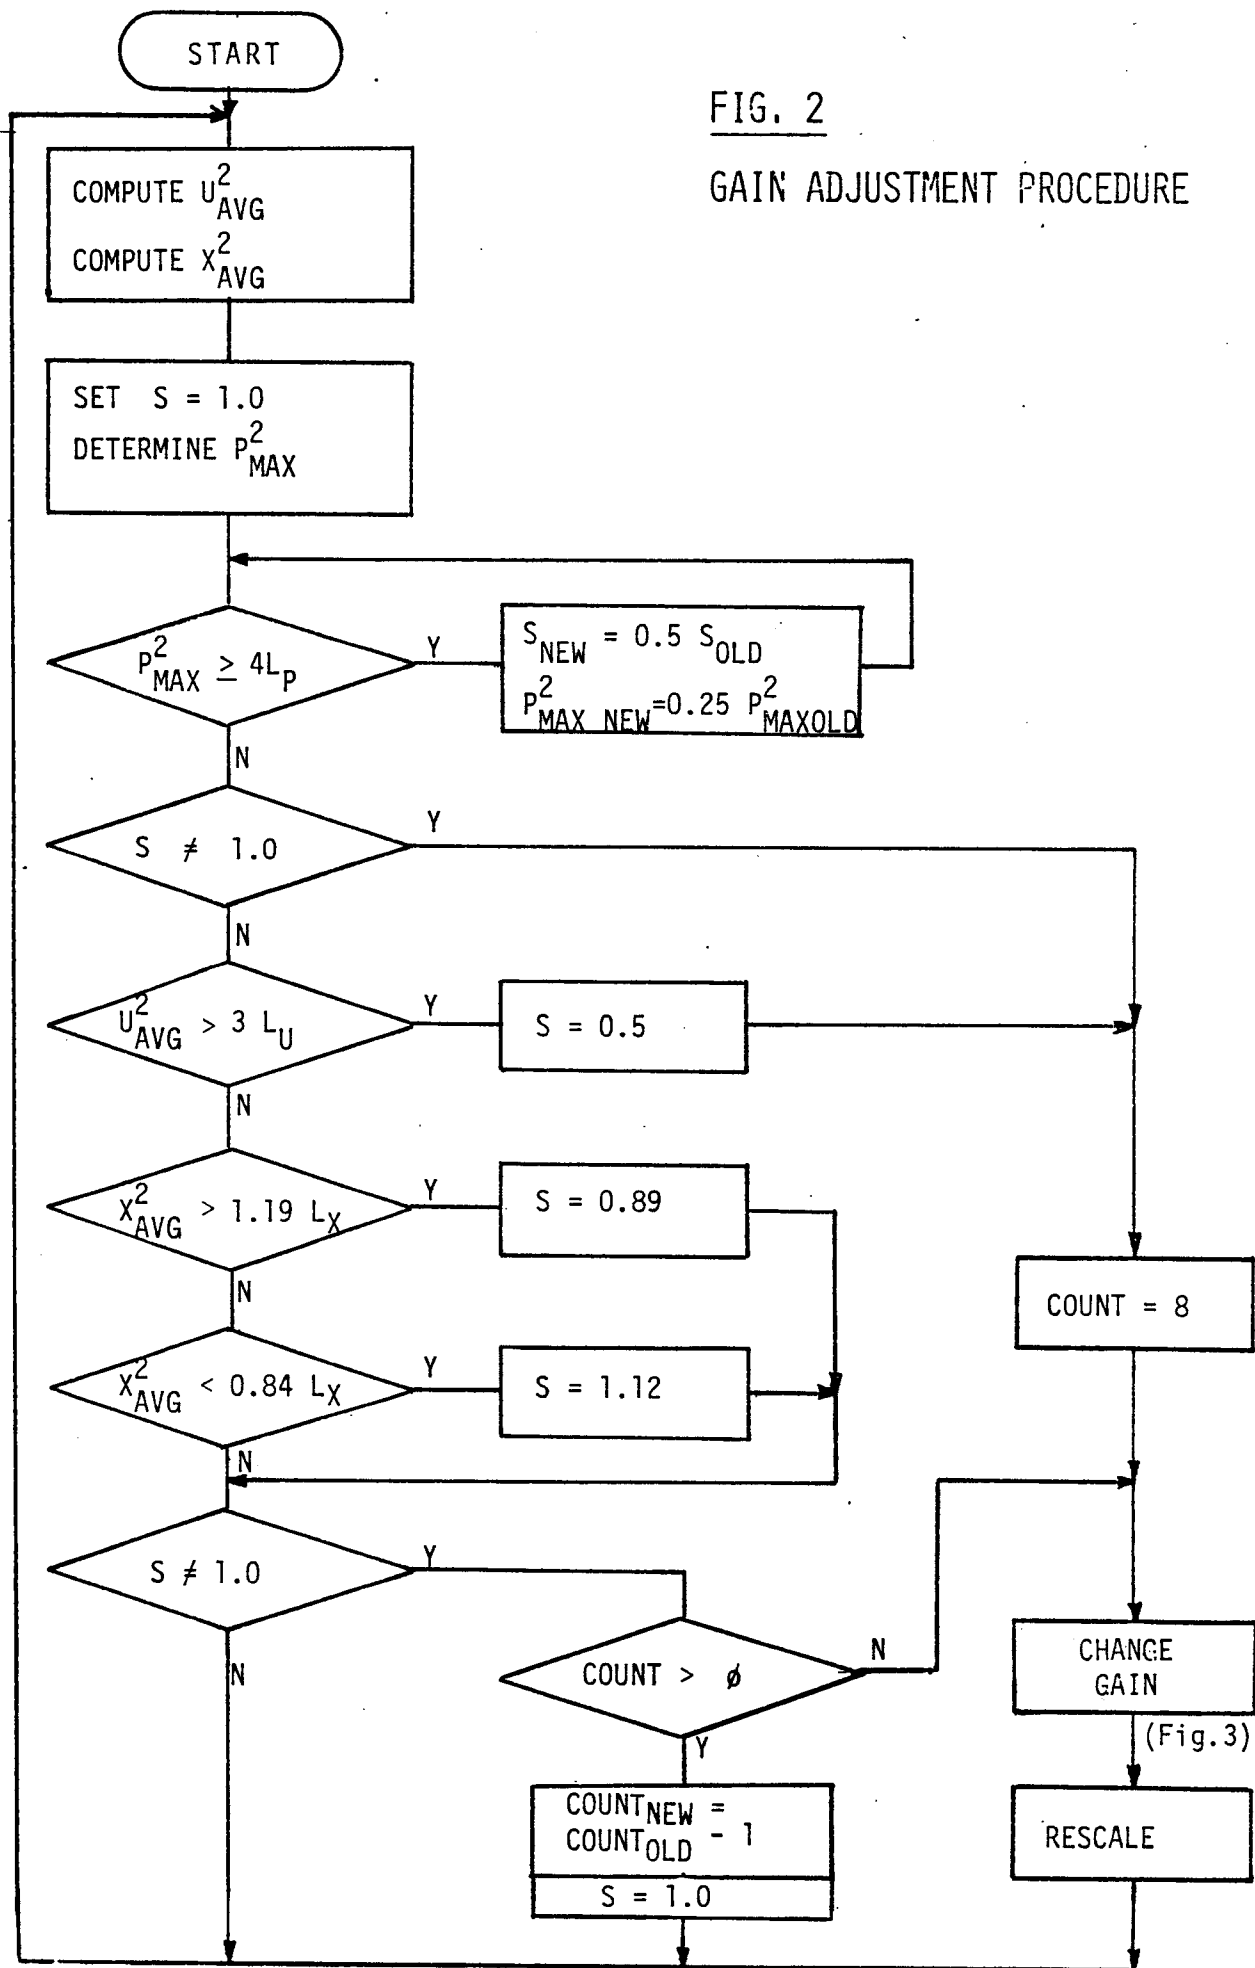 START
FIG. 2
GAIN ADJUSTMENT PROCEDURE
COMPUTE U²AVG
COMPUTE X²AVG
SET S = 1.0
DETERMINE P²MAX
P²MAX ≥ 4LP
Y
SNEW = 0.5 SOLD
P²MAX NEW=0.25 P²MAXOLD
N
S ≠ 1.0
Y
N
U²AVG > 3 LU
Y
S = 0.5
N
X²AVG > 1.19 LX
Y
S = 0.89
N
COUNT = 8
X²AVG < 0.84 LX
Y
S = 1.12
N
S ≠ 1.0
Y
N
COUNT > ø
N
CHANGE
GAIN
(Fig.3)
Y
COUNTNEW =
COUNTOLD - 1
S = 1.0
RESCALE